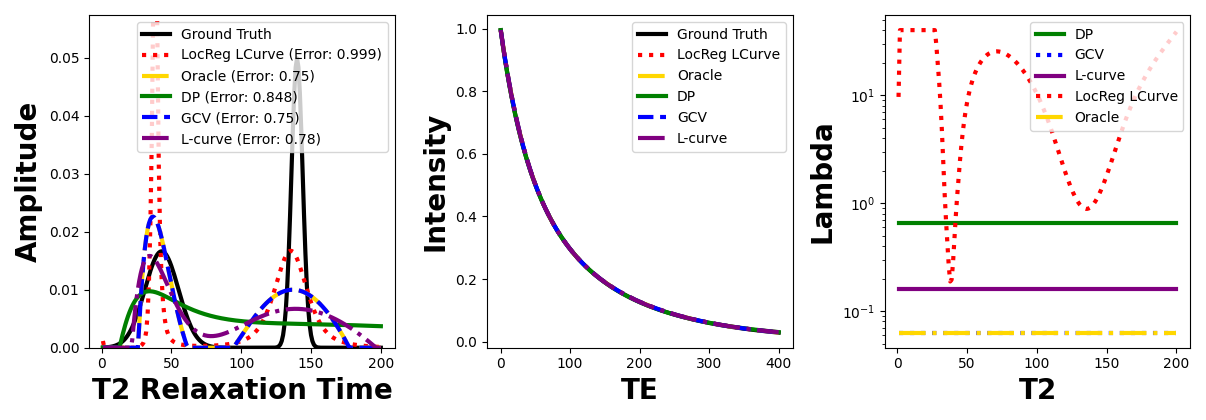 Amplitude
0.05
0.04
0.03
0.02
0.01
0.00
0
50
100
150
200
T2 Relaxation Time
Ground Truth
LocReg LCurve (Error: 0.999)
Oracle (Error: 0.75)
DP (Error: 0.848)
GCV (Error: 0.75)
L-curve (Error: 0.78)
Intensity
1.0
0.8
0.6
0.4
0.2
0.0
0
100
200
300
400
TE
Ground Truth
LocReg LCurve
Oracle
DP
GCV
L-curve
Lambda
10¹
10⁰
10⁻¹
0
50
100
150
200
T2
DP
GCV
L-curve
LocReg LCurve
Oracle